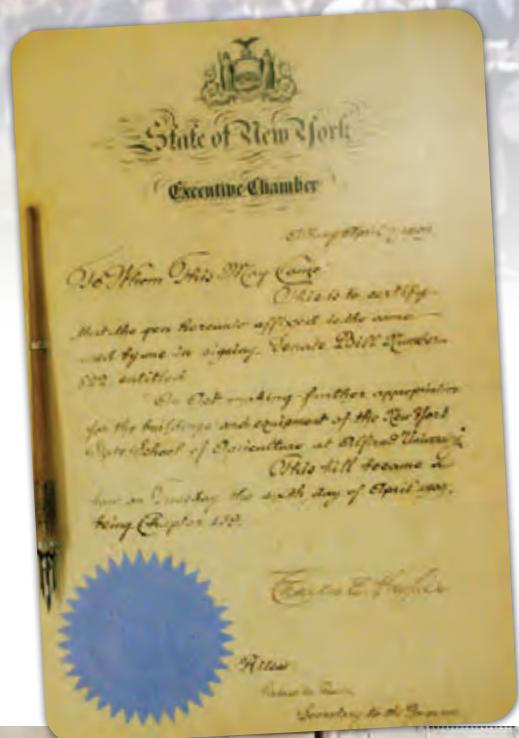 State of New York
Executive Chamber
Albany April 7, 1909.
To Whom This May Come
This is to certify
that the pen hereunto affixed is the same
used by me in signing Senate Bill Number
entitled
An Act making further appropriation
for the buildings and equipment of the New York
State School of Agriculture at Alfred University
This bill became a
law on Tuesday the sixth day of April 1909,
being Chapter
Charles E. Hughes
Attest
Secretary to the Governor